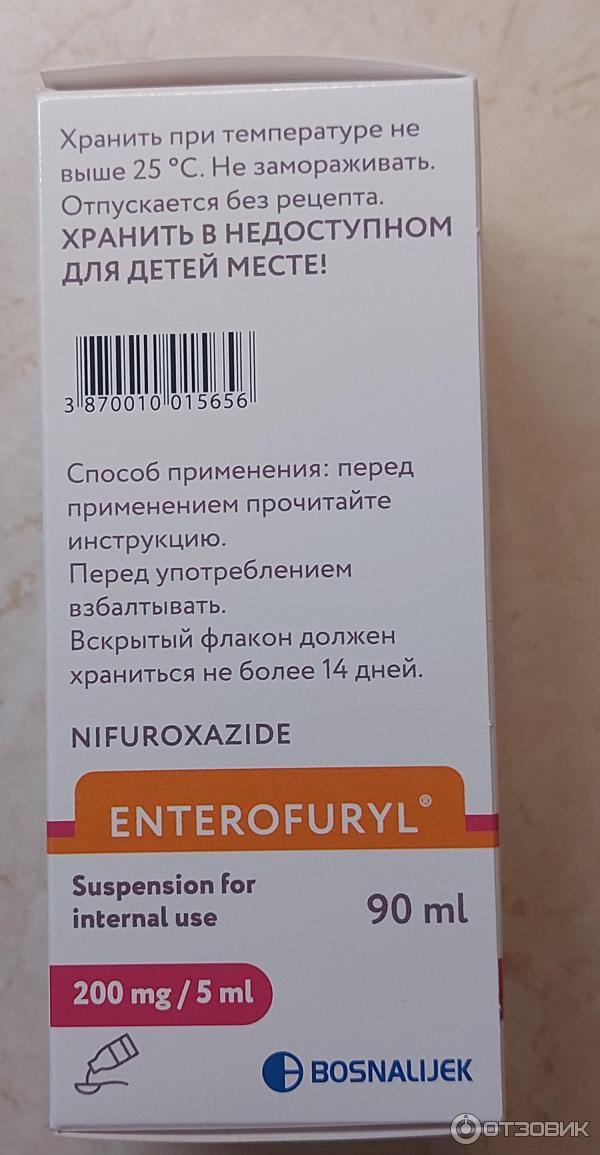 Хранить при температуре не
выше 25 °С. Не замораживать.
Отпускается без рецепта.
ХРАНИТЬ В НЕДОСТУПНОМ
ДЛЯ ДЕТЕЙ МЕСТЕ!
3 870010 015656
Способ применения: перед
применением прочитайте
инструкцию.
Перед употреблением
взбалтывать.
Вскрытый флакон должен
храниться не более 14 дней.
NIFUROXAZIDE
ENTEROFURYL®
Suspension for
internal use
90 ml
200 mg / 5 ml
BOSNALIJEK
ОТЗОВИК